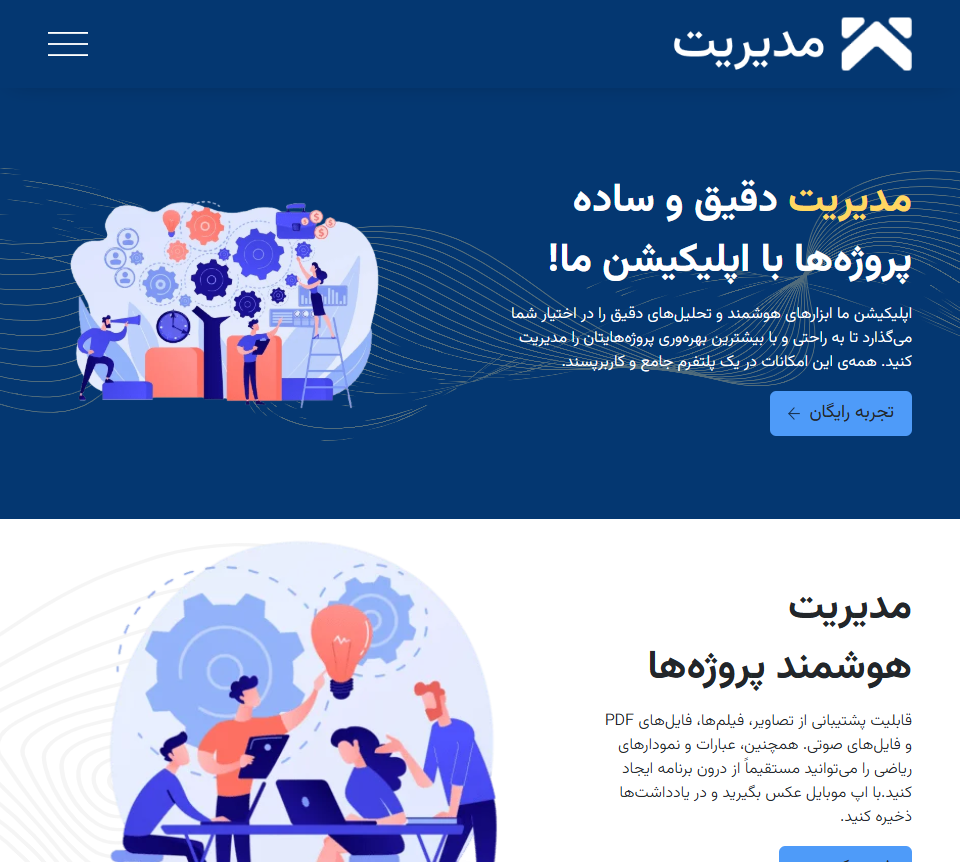 مدیریت
مدیریت دقیق و ساده
پروژه‌ها با اپلیکیشن ما!
اپلیکیشن ما ابزارهای هوشمند و تحلیل‌های دقیق را در اختیار شما
می‌گذارد تا به راحتی و با بیشترین بهره‌وری پروژه‌هایتان را مدیریت
کنید. همه‌ی این امکانات در یک پلتفرم جامع و کاربرپسند.
تجربه رایگان
مدیریت
هوشمند پروژه‌ها
قابلیت پشتیبانی از تصاویر، فیلم‌ها، فایل‌های PDF
و فایل‌های صوتی. همچنین، عبارات و نمودارهای
ریاضی را می‌توانید مستقیماً از درون برنامه ایجاد
کنید.با اپ موبایل عکس بگیرید و در یادداشت‌ها
ذخیره کنید.